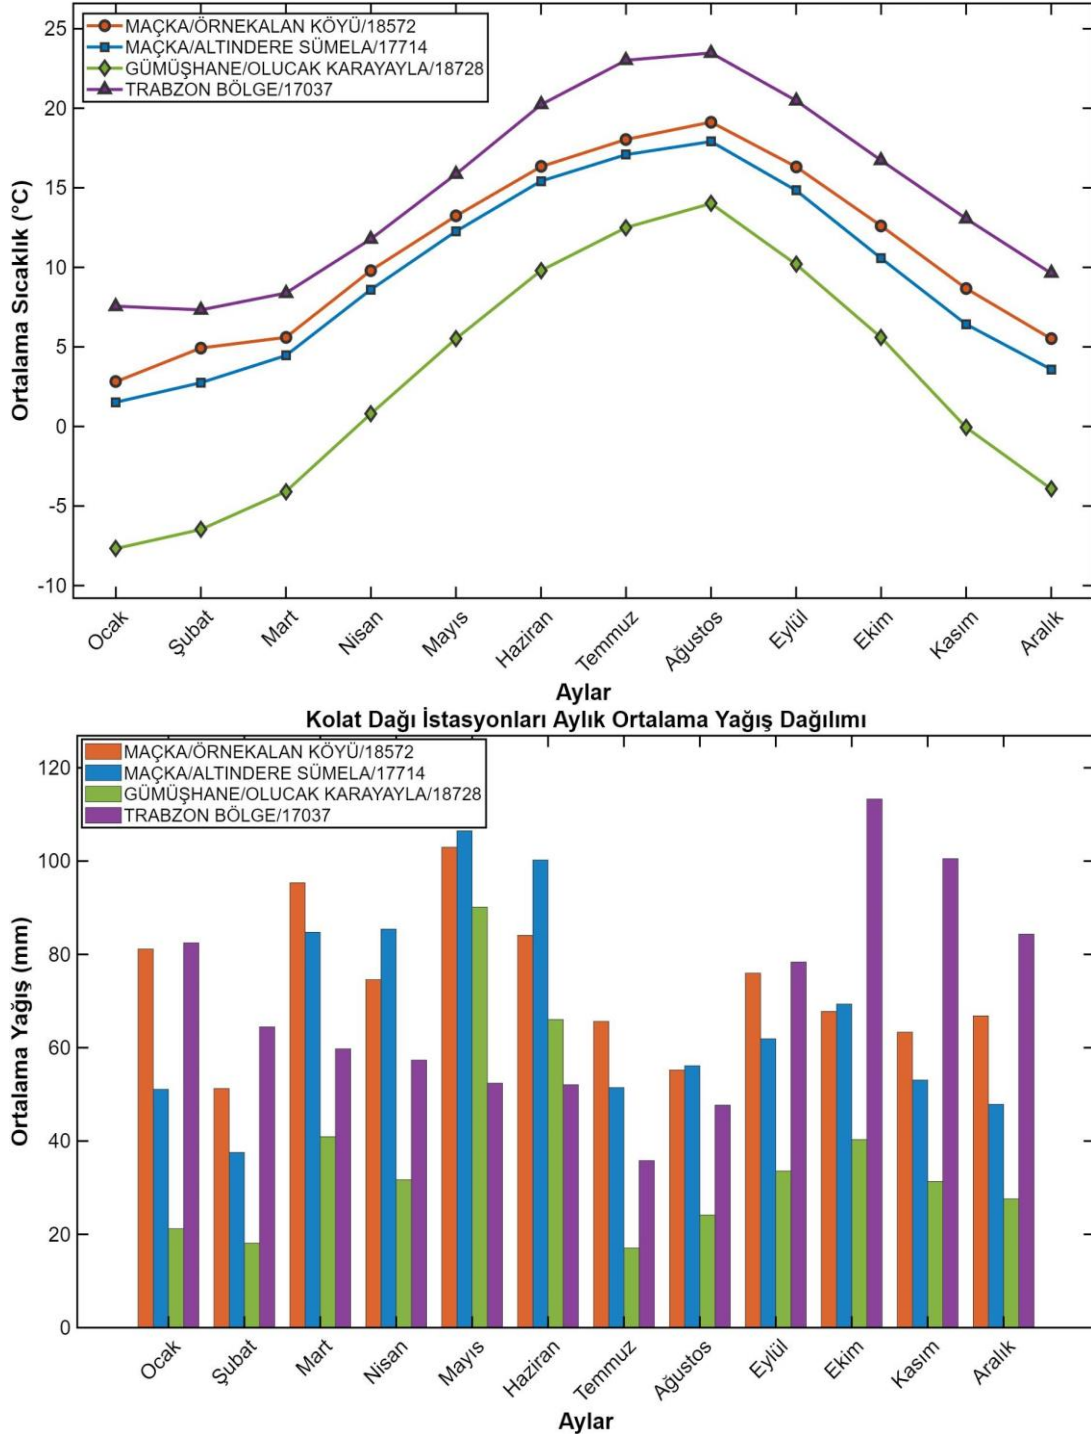 MAÇKA/ÖRNEKALAN KÖYÜ/18572
MAÇKA/ALTINDERE SÜMELA/17714
GÜMÜŞHANE/OLUCAK KARAYAYLA/18728
TRABZON BÖLGE/17037
Ortalama Sıcaklık (°C)
25
20
15
10
5
0
-5
-10
Ocak
Şubat
Mart
Nisan
Mayıs
Haziran
Temmuz
Ağustos
Eylül
Ekim
Kasım
Aralık
Aylar
Kolat Dağı İstasyonları Aylık Ortalama Yağış Dağılımı
MAÇKA/ÖRNEKALAN KÖYÜ/18572
MAÇKA/ALTINDERE SÜMELA/17714
GÜMÜŞHANE/OLUCAK KARAYAYLA/18728
TRABZON BÖLGE/17037
Ortalama Yağış (mm)
120
100
80
60
40
20
0
Ocak
Şubat
Mart
Nisan
Mayıs
Haziran
Temmuz
Ağustos
Eylül
Ekim
Kasım
Aralık
Aylar